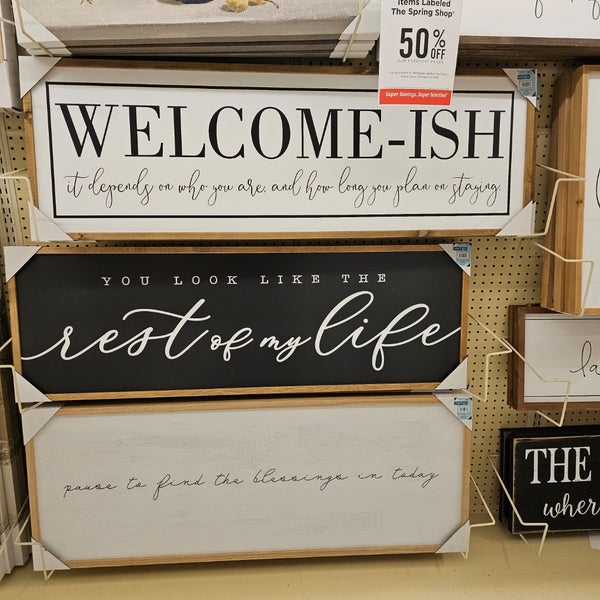 Items Labeled
The Spring Shop
50% OFF
Super Savings, Super Selection!
WELCOME-ISH
it depends on who you are, and how long you plan on staying.
YOU LOOK LIKE THE
rest of my life
pause to find the blessings in today
la
THE
wher